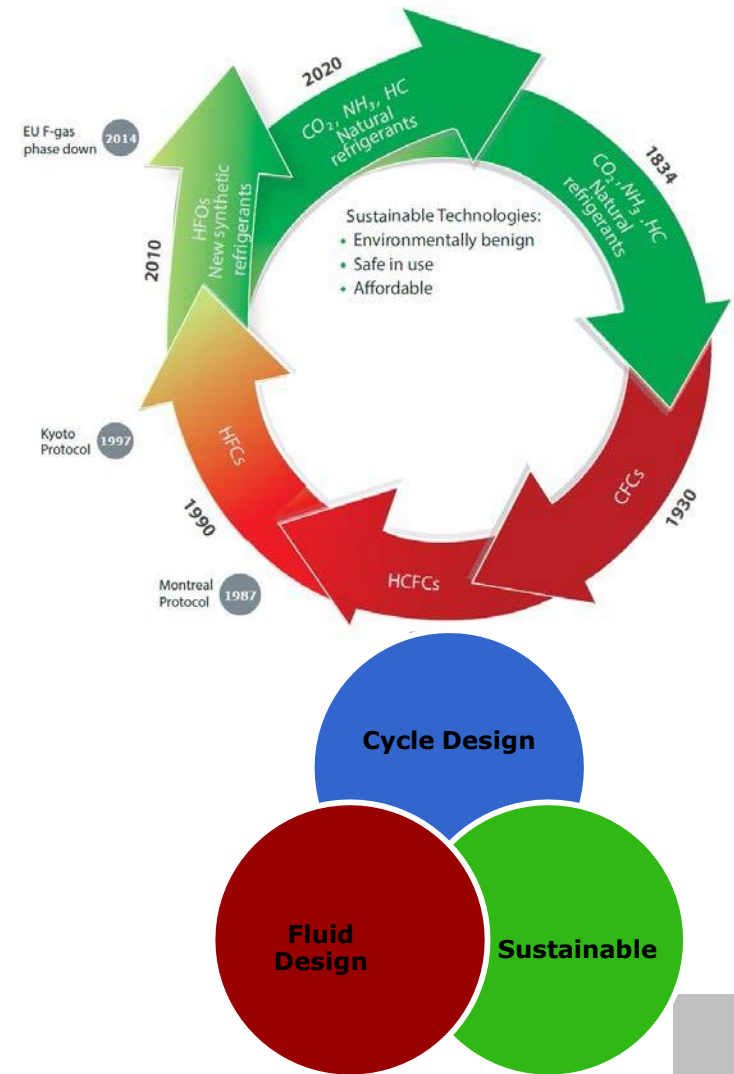 2020
CO₂, NH₃, HC
Natural
refrigerants
1834
CO₂, NH₃, HC
Natural
refrigerants
EU F-gas
phase down
2014
HFOs
New synthetic
refrigerants
2010
Sustainable Technologies:
• Environmentally benign
• Safe in use
• Affordable
Kyoto
Protocol
1997
HFCs
1990
CFCs
1930
HCFCs
Montreal
Protocol
1987
Cycle Design
Fluid
Design
Sustainable